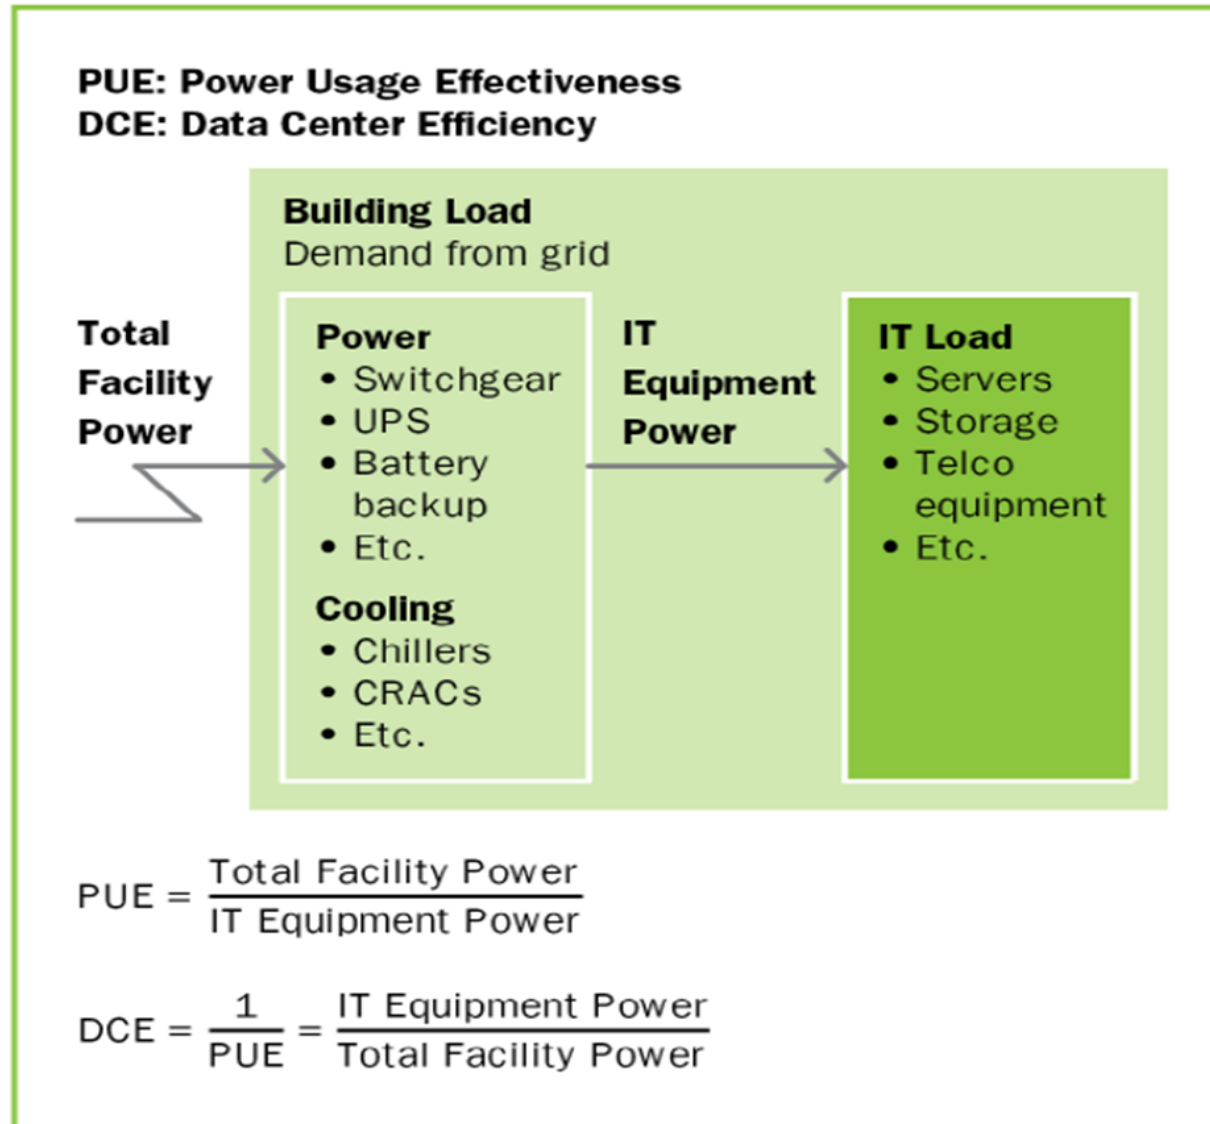 PUE: Power Usage Effectiveness
DCE: Data Center Efficiency
Building Load
Demand from grid
Total
Facility
Power
Power
• Switchgear
• UPS
• Battery
backup
• Etc.
Cooling
• Chillers
• CRACs
• Etc.
IT
Equipment
Power
IT Load
• Servers
• Storage
• Telco
equipment
• Etc.
PUE = Total Facility Power / IT Equipment Power
DCE = 1 / PUE = IT Equipment Power / Total Facility Power